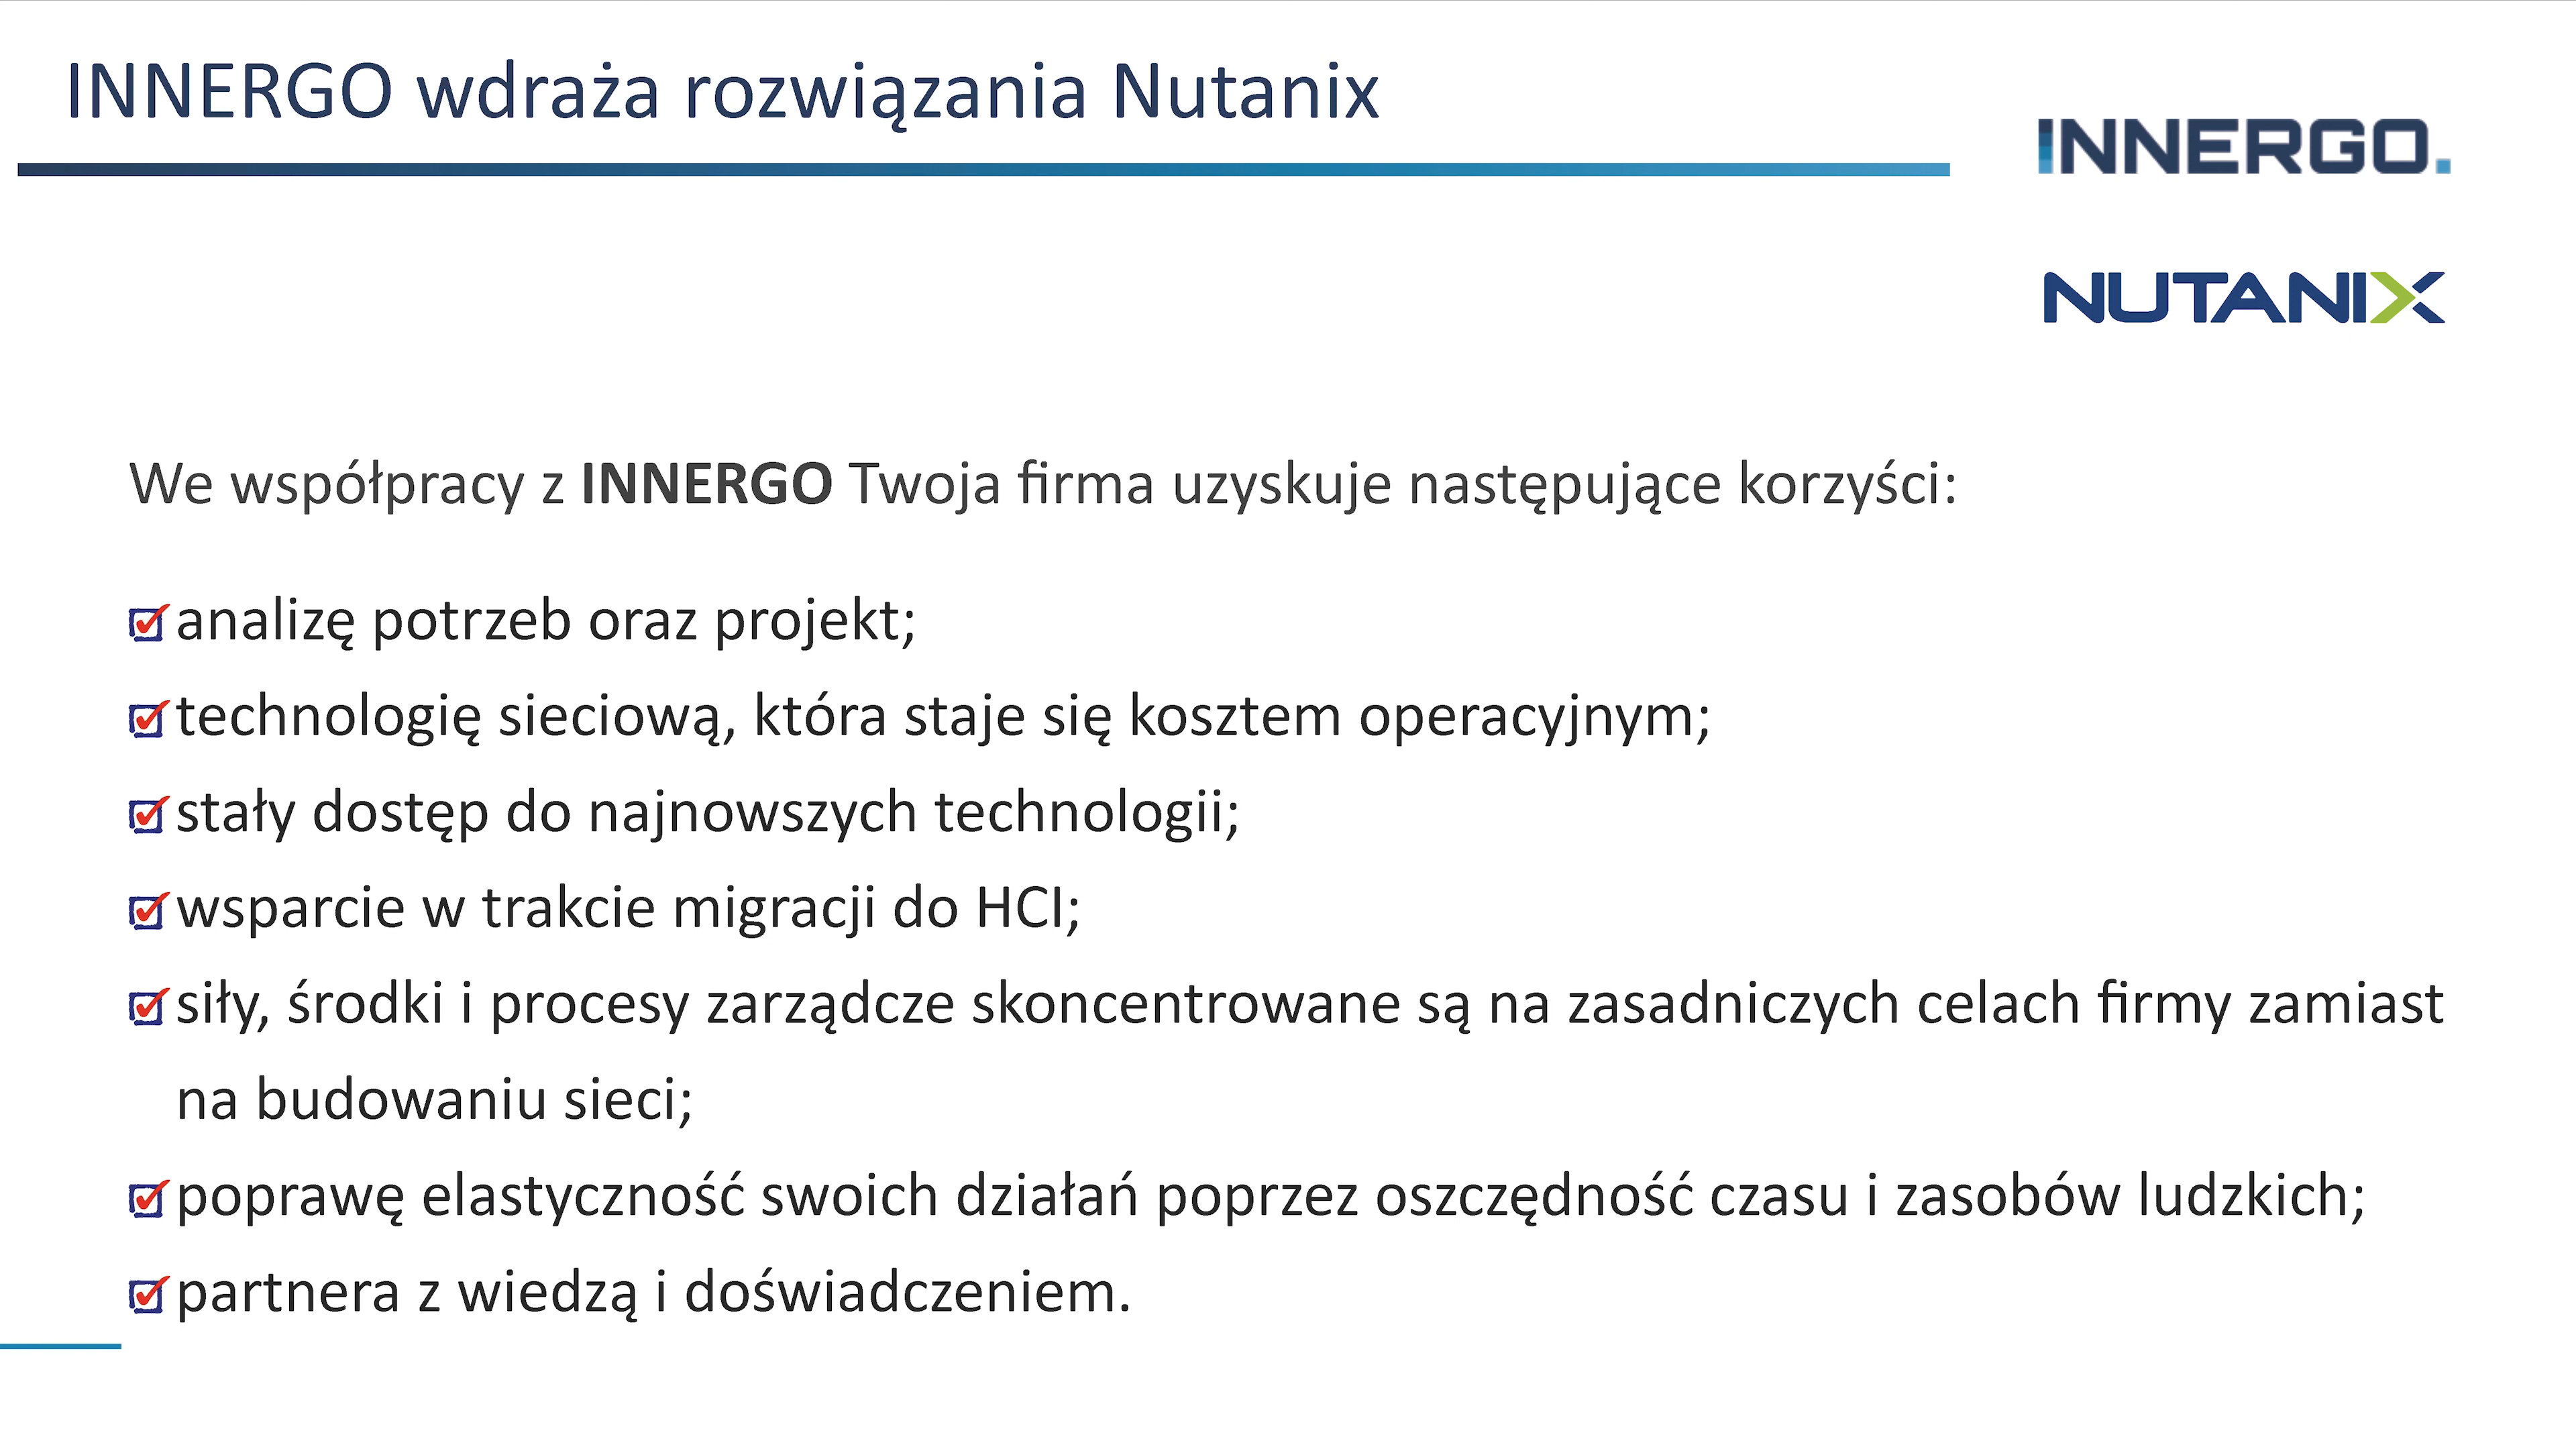 INNERGO wdraża rozwiązania Nutanix
INNERGO.
NUTANIX
We współpracy z INNERGO Twoja firma uzyskuje następujące korzyści:
analizę potrzeb oraz projekt;
technologię sieciową, która staje się kosztem operacyjnym;
stały dostęp do najnowszych technologii;
wsparcie w trakcie migracji do HCI;
siły, środki i procesy zarządcze skoncentrowane są na zasadniczych celach firmy zamiast
na budowaniu sieci;
poprawę elastyczność swoich działań poprzez oszczędność czasu i zasobów ludzkich;
partnera z wiedzą i doświadczeniem.